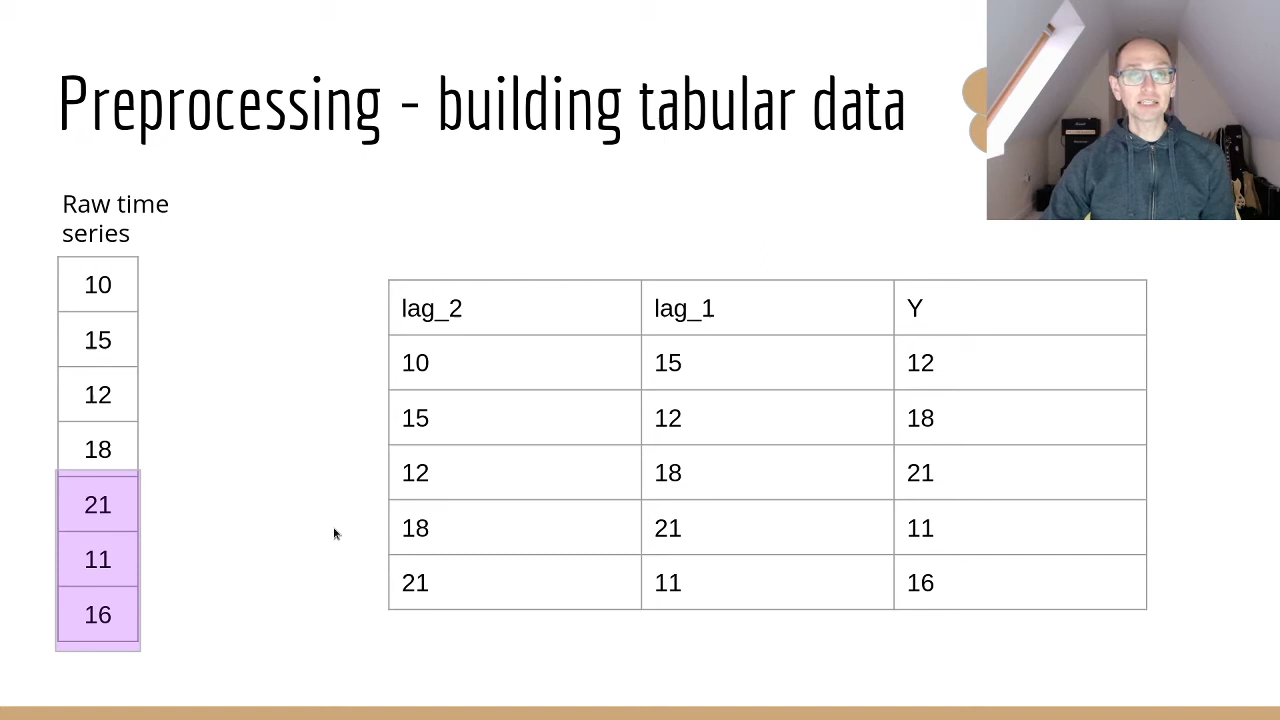 Preprocessing - building tabular data
Raw time
series
10
15
12
18
21
11
16
lag_2 lag_1 Y
10 15 12
15 12 18
12 18 21
18 21 11
21 11 16